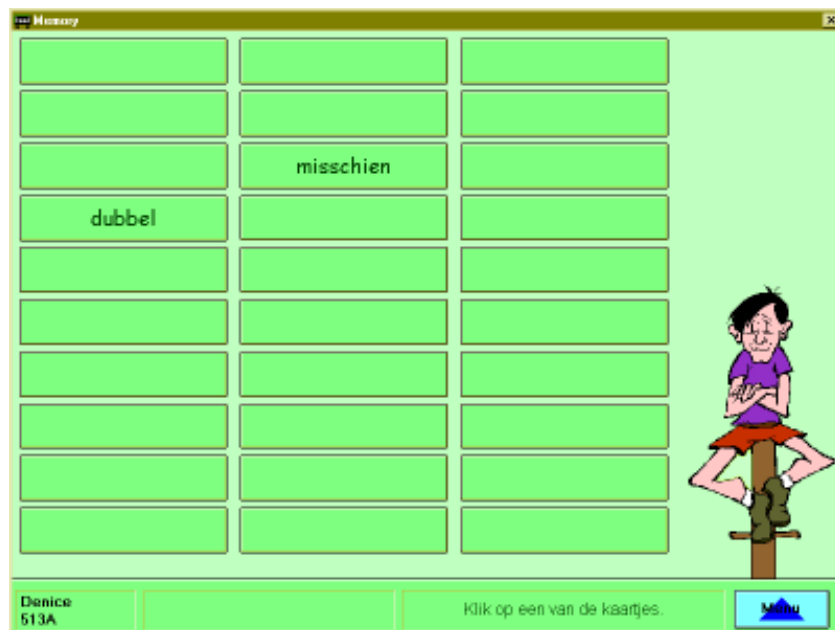 Memory
misschien
dubbel
Denice
513A
Klik op een van de kaartjes.
Menu